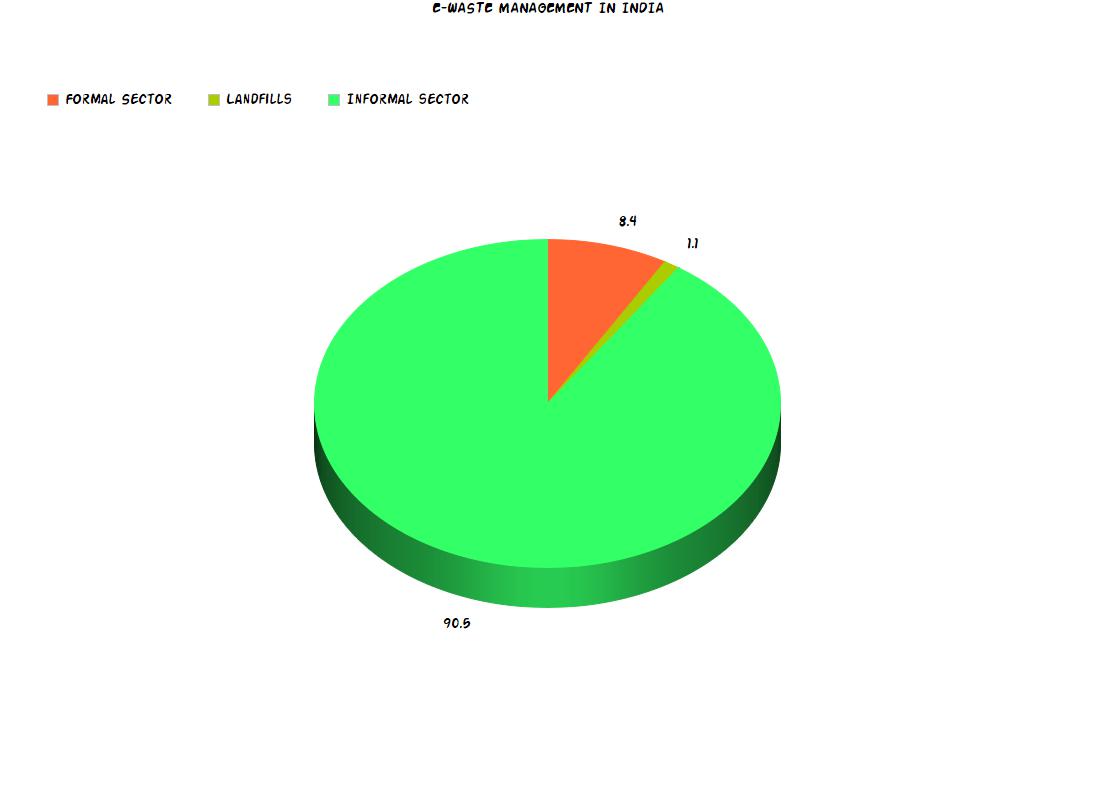 E-WASTE MANAGEMENT IN INDIA
FORMAL SECTOR LANDFILLS INFORMAL SECTOR
8.4
1.1
90.5